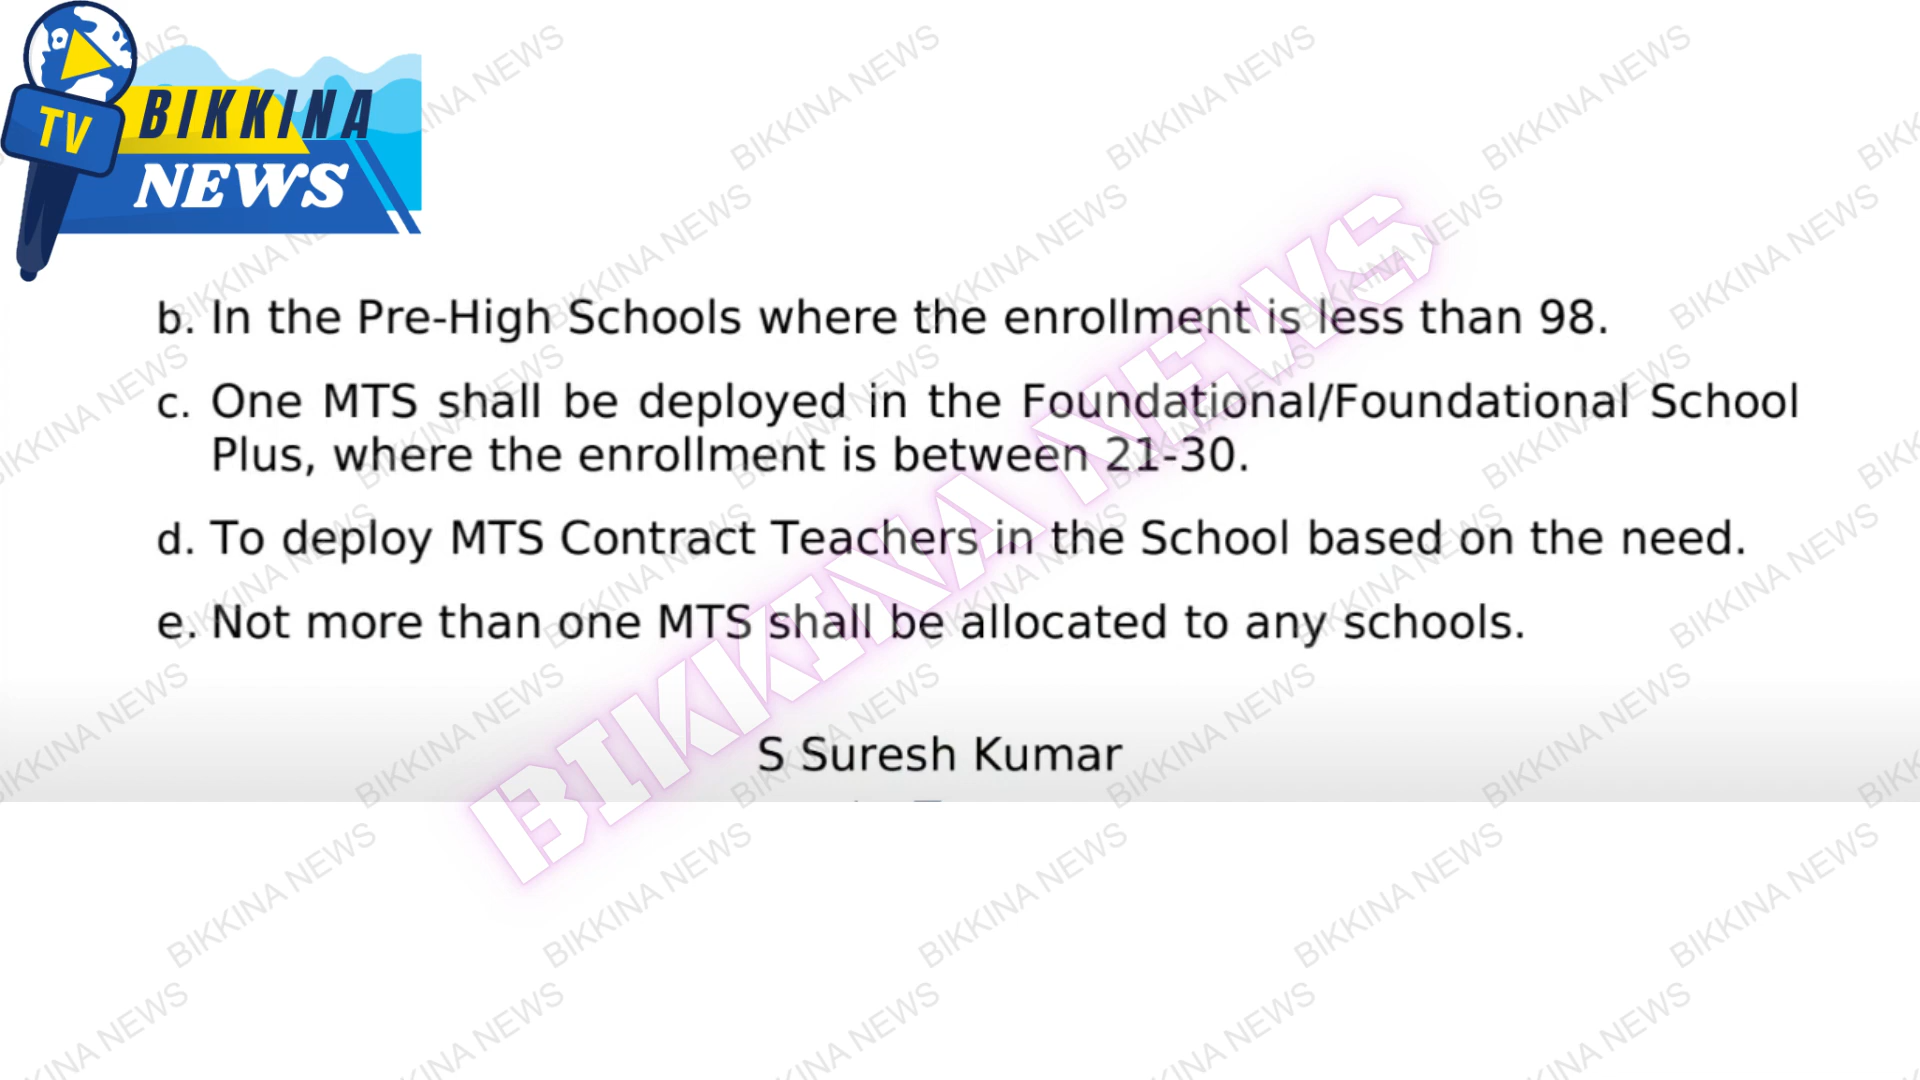 TV
BIKKINA
NEWS
b. In the Pre-High Schools where the enrollment is less than 98.
c. One MTS shall be deployed in the Foundational/Foundational School
Plus, where the enrollment is between 21-30.
d. To deploy MTS Contract Teachers in the School based on the need.
e. Not more than one MTS shall be allocated to any schools.
S Suresh Kumar
BIKKINA NEWS